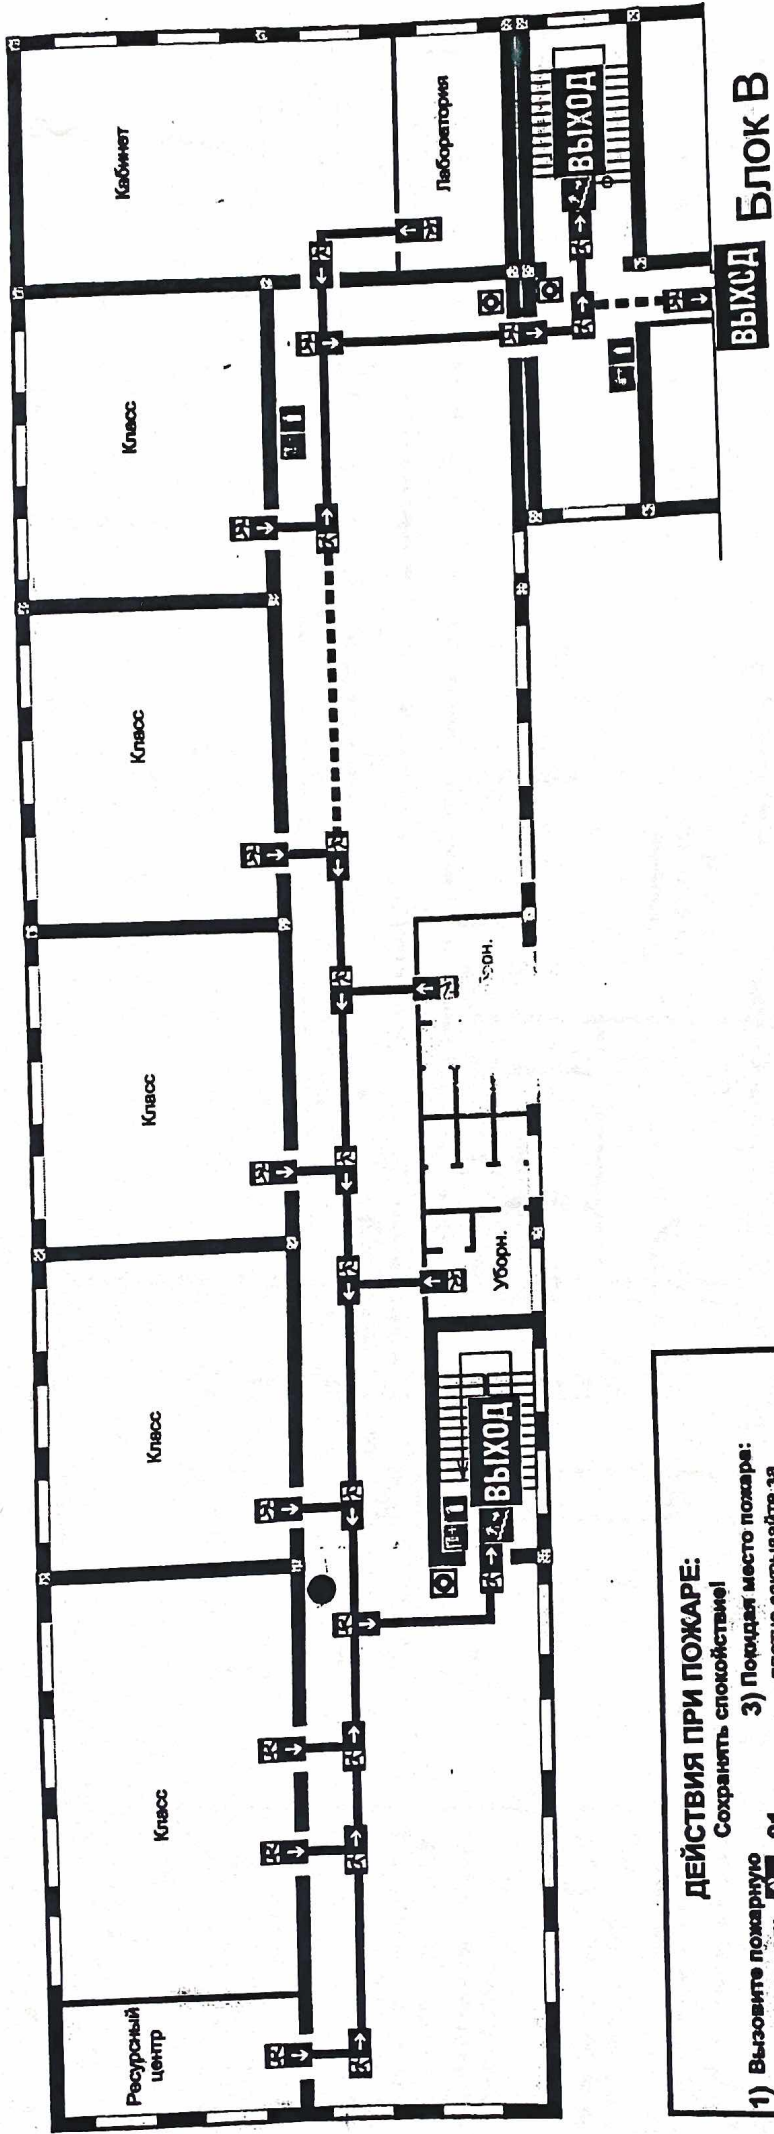 Ресурсный
центр
Класс
Класс
Класс
Класс
Класс
Кабинет
Лаборатория
Уборн.
ВЫХОД
ВЫХОД
ВЫХОД
Блок В
ДЕЙСТВИЯ ПРИ ПОЖАРЕ:
Сохранять спокойствие!
1) Вызовите пожарную
3) Покидая место пожара: